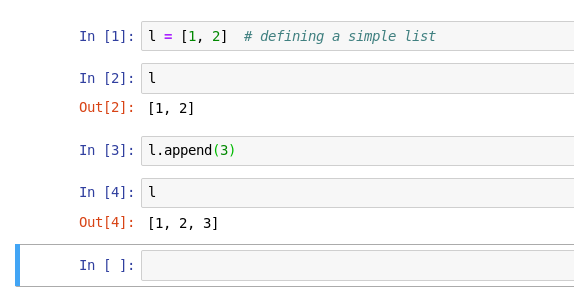 In [1]: l = [1, 2]  # defining a simple list
In [2]: l
Out[2]: [1, 2]
In [3]: l.append(3)
In [4]: l
Out[4]: [1, 2, 3]
In [ ]: